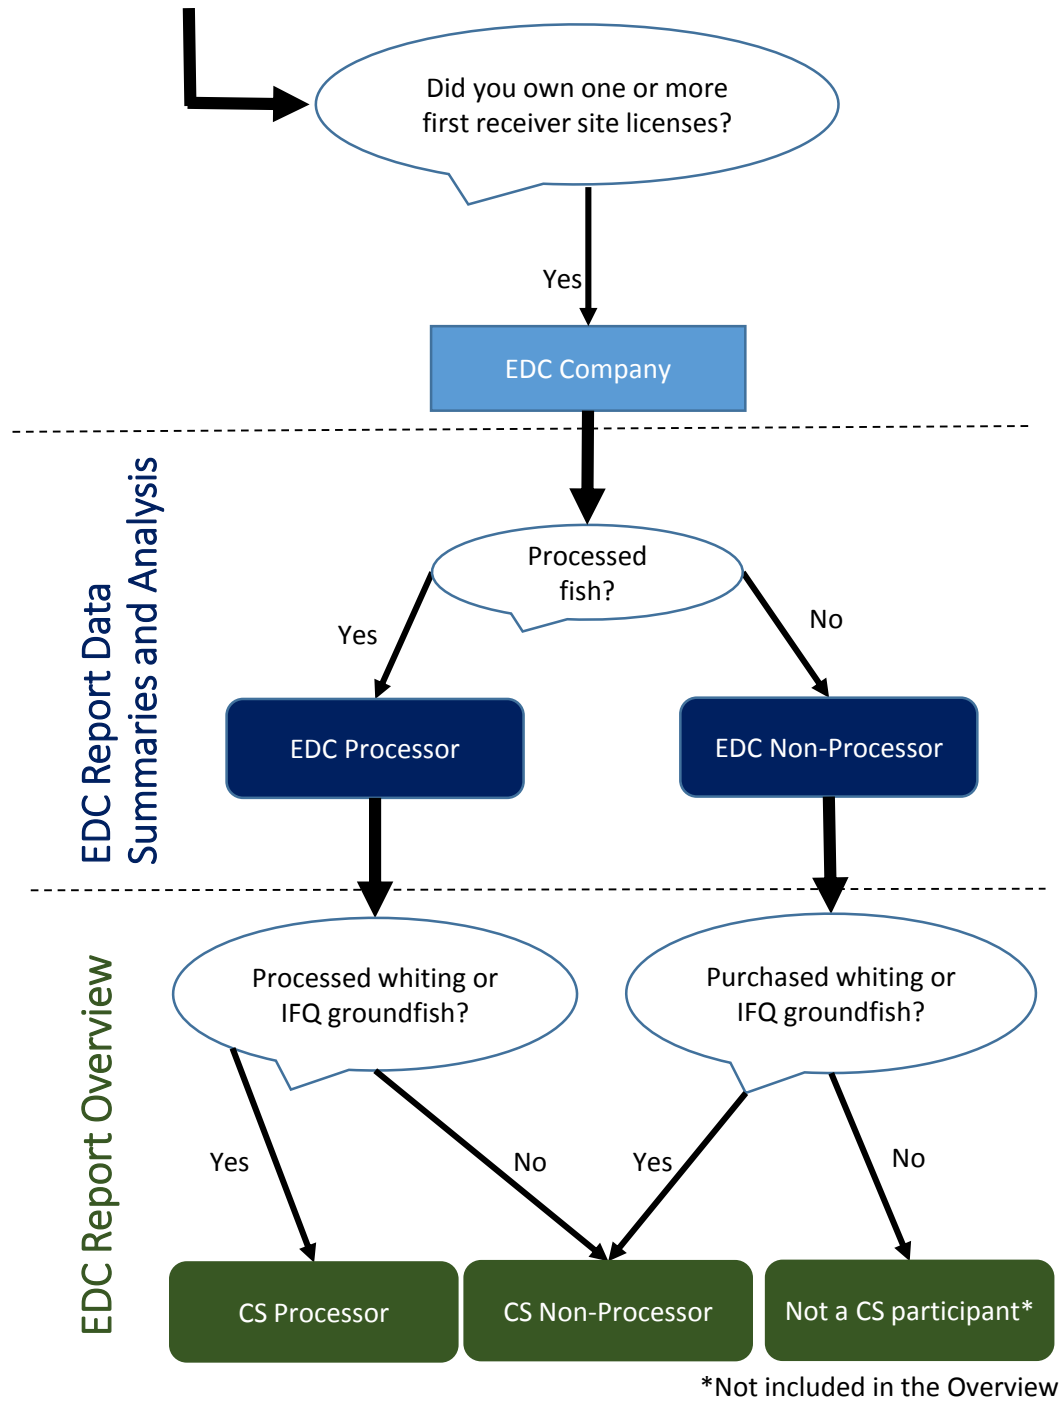 Did you own one or more
first receiver site licenses?
Yes
EDC Company
EDC Report Data
Summaries and Analysis
Processed
fish?
Yes
No
EDC Processor
EDC Non-Processor
EDC Report Overview
Processed whiting or
IFQ groundfish?
Purchased whiting or
IFQ groundfish?
Yes
No
Yes
No
CS Processor
CS Non-Processor
Not a CS participant*
*Not included in the Overview